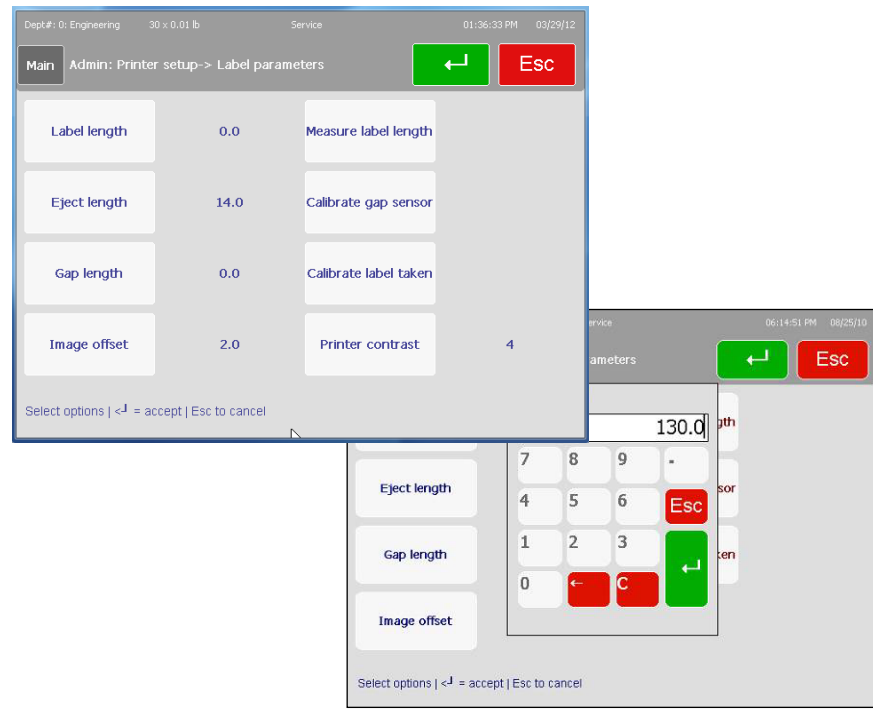 Dept#: 0: Engineering 30 x 0.01 lb Service 01:36:33 PM 03/29/12
Main Admin: Printer setup-> Label parameters Esc
Label length 0.0 Measure label length
Eject length 14.0 Calibrate gap sensor
Gap length 0.0 Calibrate label taken
Image offset 2.0 Printer contrast 4
Select options | <┘ = accept | Esc to cancel
ervice 06:14:51 PM 08/25/10
ameters Esc
130.0 gth
7 8 9 -
Eject length sor
4 5 6 Esc
1 2 3
Gap length ken
0 ← C
Image offset
Select options | <┘ = accept | Esc to cancel